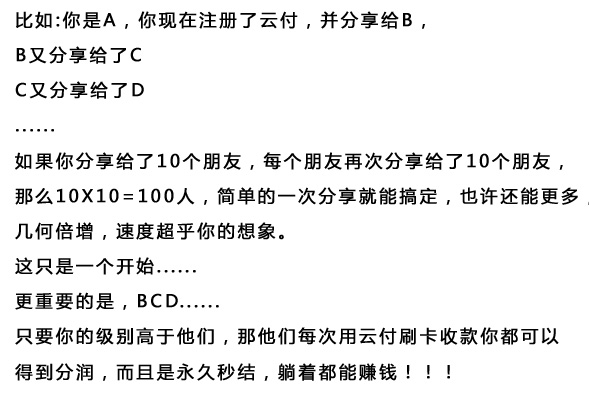 比如:你是A，你现在注册了云付，并分享给B，
B又分享给了C
C又分享给了D
......
如果你分享给了10个朋友，每个朋友再次分享给了10个朋友，
那么10X10=100人，简单的一次分享就能搞定，也许还能更多，
几何倍增，速度超乎你的想象。
这只是一个开始......
更重要的是，BCD......
只要你的级别高于他们，那他们每次用云付刷卡收款你都可以
得到分润，而且是永久秒结，躺着都能赚钱！！！